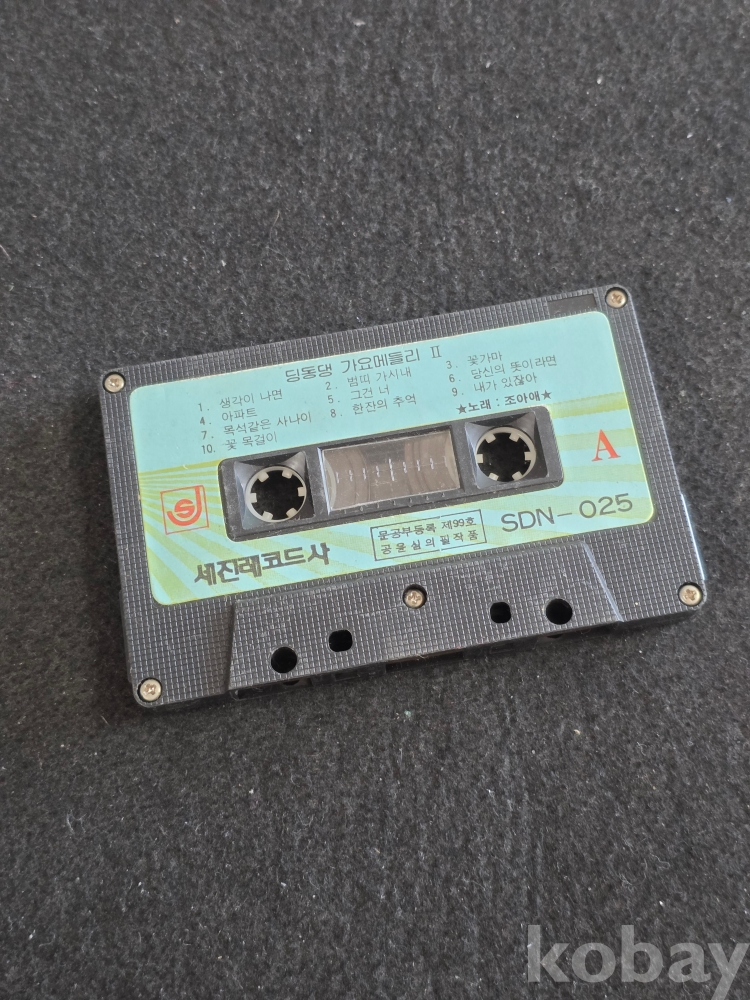 딩동댕 가요메들리 II
1. 생각이 나면 2. 범띠 가시내 3. 꽃가마
4. 아파트 5. 그건 너 6. 당신의 뜻이라면
7. 목석같은 사나이 8. 한잔의 추억 9. 내가 있잖아
10. 꽃 목걸이 ★노래 : 조아애★
A
SJ
문공부등록 제99호
공윤심의필작품
SDN-025
세진레코드사
kobay